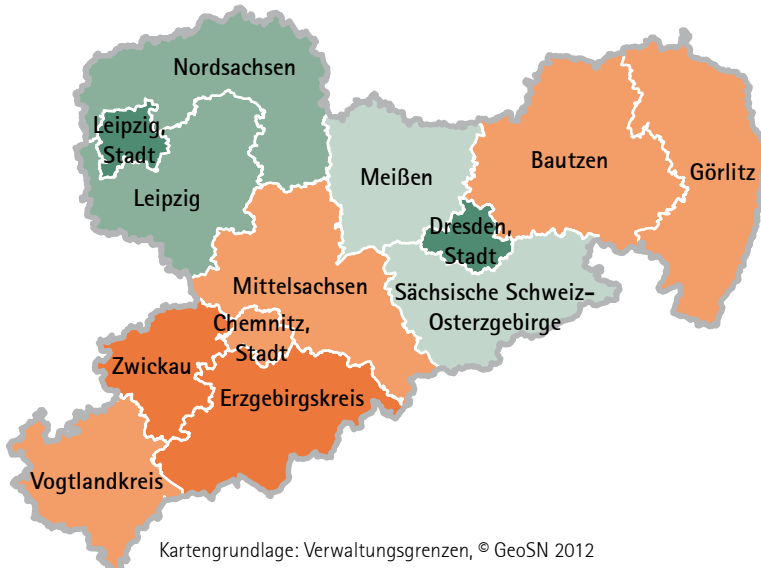 Nordsachsen
Leipzig,
Stadt
Leipzig
Meißen
Bautzen
Görlitz
Dresden,
Stadt
Mittelsachsen
Sächsische Schweiz-
Osterzgebirge
Chemnitz,
Stadt
Zwickau
Erzgebirgskreis
Vogtlandkreis
Kartengrundlage: Verwaltungsgrenzen, © GeoSN 2012